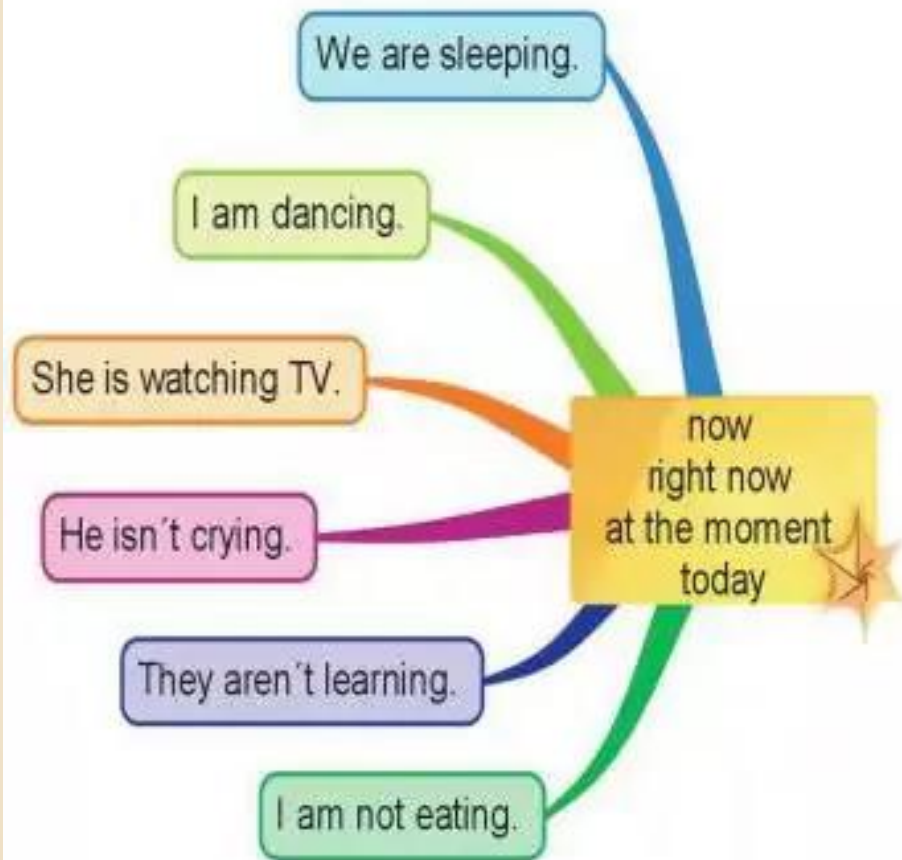 We are sleeping.
I am dancing.
She is watching TV.
He isn´t crying.
They aren´t learning.
I am not eating.
now
right now
at the moment
today